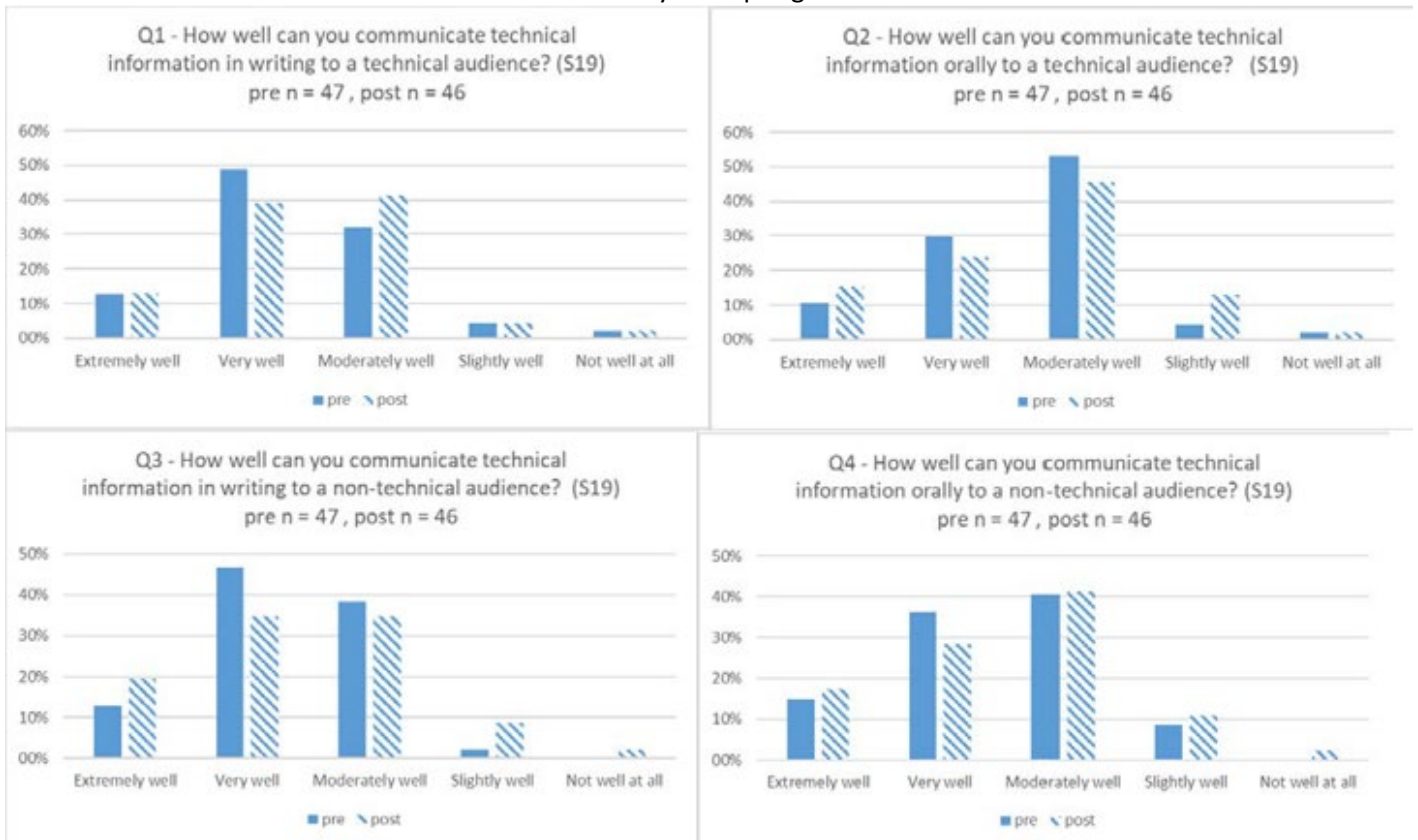 Q1 - How well can you communicate technical
information in writing to a technical audience? (S19)
pre n = 47 , post n = 46
60%
50%
40%
30%
20%
10%
00%
Extremely well Very well Moderately well Slightly well Not well at all
pre post
Q2 - How well can you communicate technical
information orally to a technical audience? (S19)
pre n = 47 , post n = 46
60%
50%
40%
30%
20%
10%
00%
Extremely well Very well Moderately well Slightly well Not well at all
pre post
Q3 - How well can you communicate technical
information in writing to a non-technical audience? (S19)
pre n = 47 , post n = 46
50%
40%
30%
20%
10%
00%
Extremely well Very well Moderately well Slightly well Not well at all
pre post
Q4 - How well can you communicate technical
information orally to a non-technical audience? (S19)
pre n = 47 , post n = 46
50%
40%
30%
20%
10%
00%
Extremely well Very well Moderately well Slightly well Not well at all
pre post